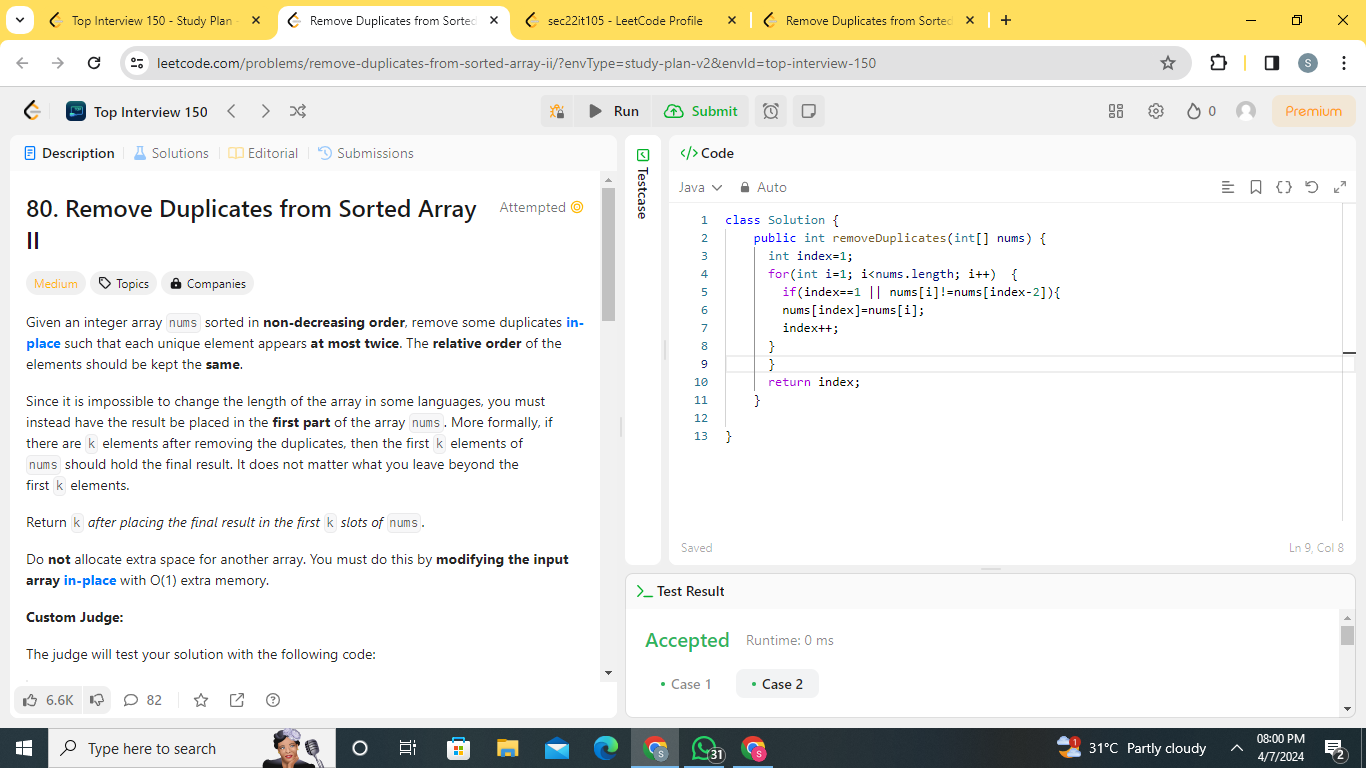 Top Interview 150 - Study Plan -
Remove Duplicates from Sorted
sec22it105 - LeetCode Profile
Remove Duplicates from Sorted
leetcode.com/problems/remove-duplicates-from-sorted-array-ii/?envType=study-plan-v2&envId=top-interview-150
S
Top Interview 150
Run
Submit
0
Premium
Description
Solutions
Editorial
Submissions
80. Remove Duplicates from Sorted Array
II
Attempted
Medium
Topics
Companies
Given an integer array nums sorted in non-decreasing order, remove some duplicates in-
place such that each unique element appears at most twice. The relative order of the
elements should be kept the same.
Since it is impossible to change the length of the array in some languages, you must
instead have the result be placed in the first part of the array nums. More formally, if
there are k elements after removing the duplicates, then the first k elements of
nums should hold the final result. It does not matter what you leave beyond the
first k elements.
Return k after placing the final result in the first k slots of nums.
Do not allocate extra space for another array. You must do this by modifying the input
array in-place with O(1) extra memory.
Custom Judge:
The judge will test your solution with the following code:
6.6K
82
Testcase
</> Code
Java
Auto
1 class Solution {
2 public int removeDuplicates(int[] nums) {
3 int index=1;
4 for(int i=1; i<nums.length; i++)  {
5 if(index==1 || nums[i]!=nums[index-2]){
6 nums[index]=nums[i];
7 index++;
8 }
9 }
10 return index;
11 }
12
13 }
Saved
Ln 9, Col 8
Test Result
Accepted
Runtime: 0 ms
• Case 1
• Case 2
Type here to search
S
31
S
1
31°C Partly cloudy
08:00 PM
4/7/2024
2